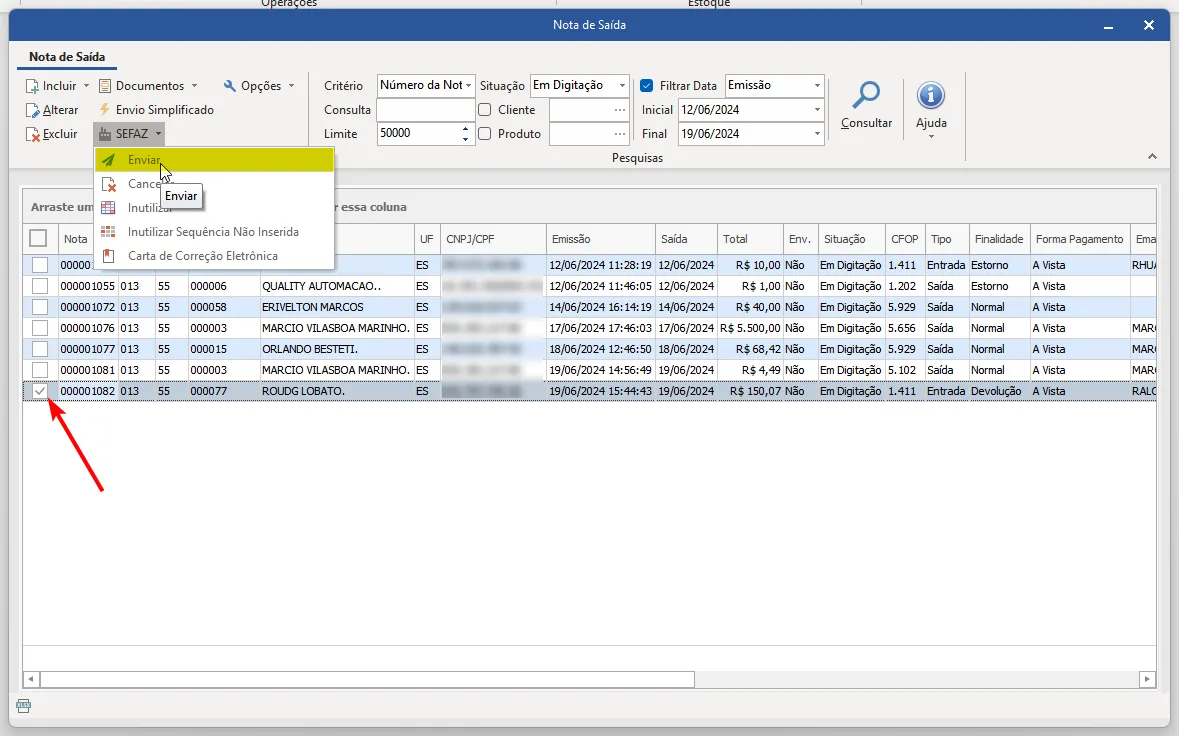 Operações Estoque
Nota de Saída
Nota de Saída
Incluir Documentos Opções Critério Número da Not Situação Em Digitação Filtrar Data Emissão
Alterar Envio Simplificado Consulta Cliente Inicial 12/06/2024 Consultar Ajuda
Excluir SEFAZ Limite 50000 Produto Final 19/06/2024
Pesquisas
Enviar
Enviar
Inutilizar
Inutilizar Sequência Não Inserida
Carta de Correção Eletrônica
Arraste um r essa coluna
Nota UF CNPJ/CPF Emissão Saída Total Env. Situação CFOP Tipo Finalidade Forma Pagamento Ema
ES 12/06/2024 11:28:19 12/06/2024 R$ 10,00 Não Em Digitação 1.411 Entrada Estorno A Vista RHUA
000001055 013 55 000006 QUALITY AUTOMACAO.. ES 12/06/2024 11:46:05 12/06/2024 R$ 1,00 Não Em Digitação 1.202 Saída Estorno A Vista
000001072 013 55 000058 ERIVELTON MARCOS ES 14/06/2024 16:14:19 14/06/2024 R$ 40,00 Não Em Digitação 5.929 Saída Normal A Vista
000001076 013 55 000003 MARCIO VILASBOA MARINHO. ES 17/06/2024 17:46:03 17/06/2024 R$ 5.500,00 Não Em Digitação 5.656 Saída Normal A Vista MARC
000001077 013 55 000015 ORLANDO BESTETI. ES 18/06/2024 12:46:50 18/06/2024 R$ 68,42 Não Em Digitação 5.929 Saída Normal A Vista MARC
000001081 013 55 000003 MARCIO VILASBOA MARINHO. ES 19/06/2024 14:56:49 19/06/2024 R$ 4,49 Não Em Digitação 5.102 Saída Normal A Vista MARC
000001082 013 55 000077 ROUDG LOBATO. ES 19/06/2024 15:44:43 19/06/2024 R$ 150,07 Não Em Digitação 1.411 Entrada Devolução A Vista RALC